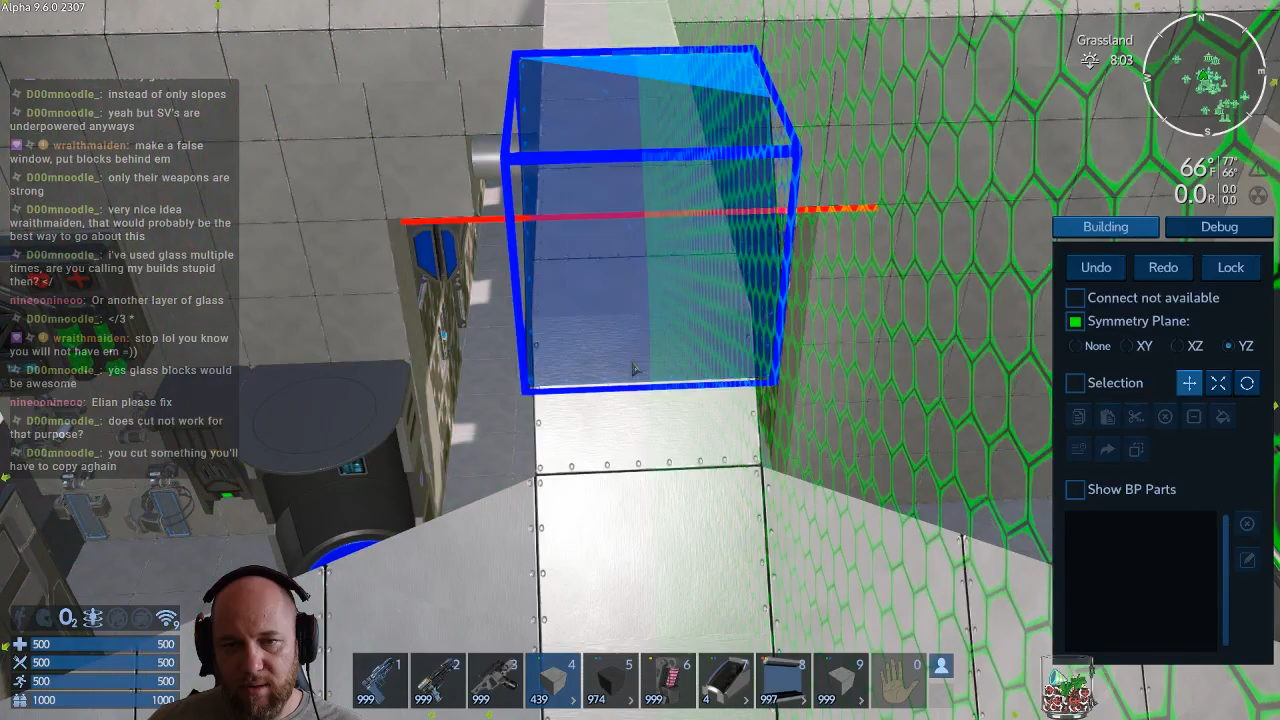 Alpha 9.6.0 2307
D00mnoodle_: instead of only slopes
D00mnoodle_: yeah but SV's are
underpowered anyways
wraithmaiden: make a false
window, put blocks behind em
D00mnoodle_: only their weapons are
strong
D00mnoodle_: very nice idea
wraithmaiden, that would probably be the
best way to go about this
D00mnoodle_: i've used glass multiple
times, are you calling my builds stupid
then? </
nineoonineoo: Or another layer of glass
D00mnoodle_: </3 *
wraithmaiden: stop lol you know
you will not have em =))
D00mnoodle_: yes glass blocks would
be awesome
nineoonineoo: Elian please fix
D00mnoodle_: does cut not work for
that purpose?
D00mnoodle_: you cut something you'll
have to copy aghain
Grassland
8:03
N
E
S
W
66°F 77°
66°
0.0R 0.0
0.0
Building
Debug
Undo
Redo
Lock
Connect not available
Symmetry Plane:
None
XY
XZ
YZ
Selection
Show BP Parts
O2
9
500 500
500 500
500 500
1000 1000
1
999
2
999
3
999
4
439
5
974
6
999
7
4
8
997
9
999
0